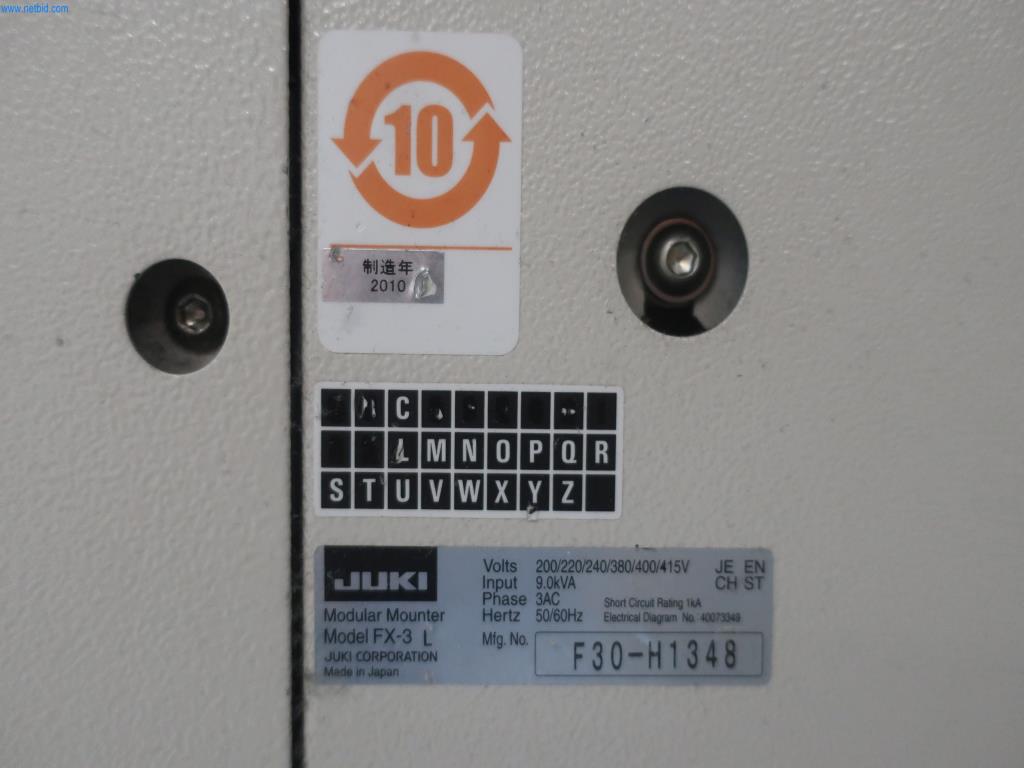 www.netbid.com
10
制造年
2010
C
L M N O P Q R
S T U V W X Y Z
JUKI
Modular Mounter
Model FX-3 L
JUKI CORPORATION
Made in Japan
Volts 200/220/240/380/400/415V JE EN
Input 9.0kVA CH ST
Phase 3AC Short Circuit Rating 1kA
Hertz 50/60Hz Electrical Diagram No. 40073349
Mfg. No. F30-H1348